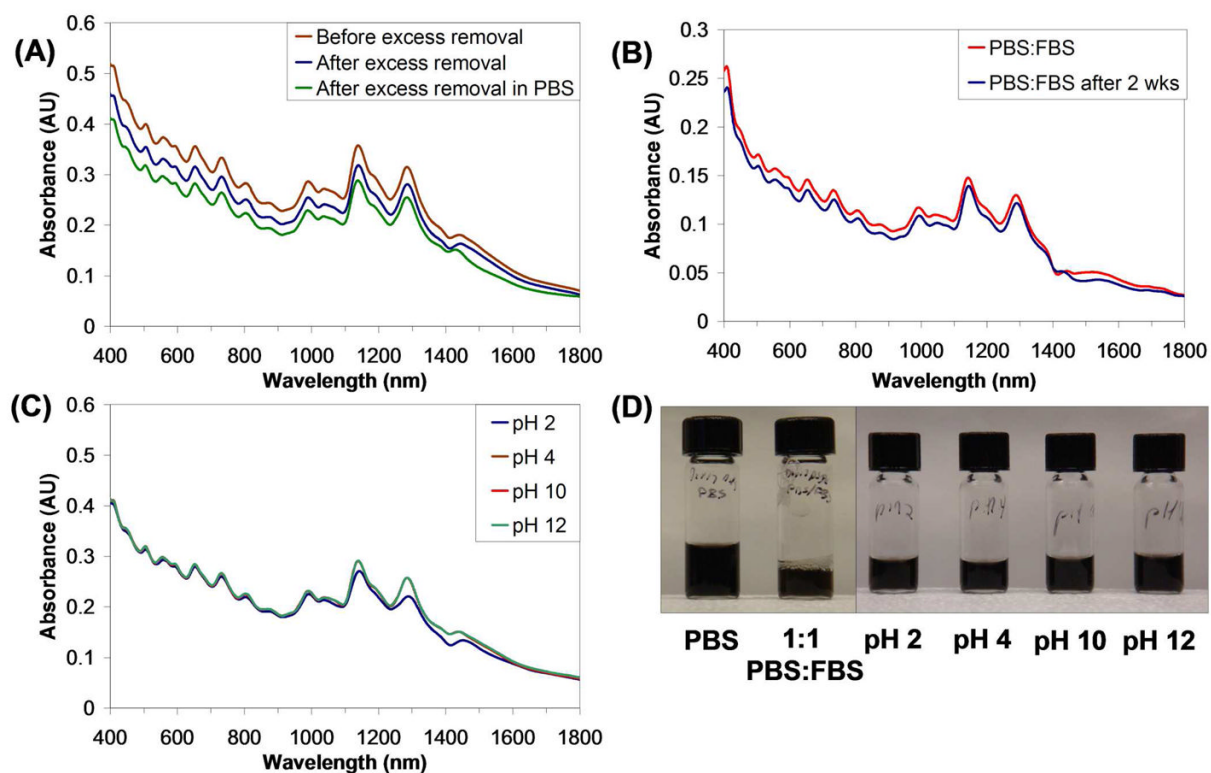 (A)
0.6
0.5
0.4
0.3
0.2
0.1
0
Absorbance (AU)
Before excess removal
After excess removal
After excess removal in PBS
400 600 800 1000 1200 1400 1600 1800
Wavelength (nm)
(B)
0.3
0.25
0.2
0.15
0.1
0.05
0
Absorbance (AU)
PBS:FBS
PBS:FBS after 2 wks
400 600 800 1000 1200 1400 1600 1800
Wavelength (nm)
(C)
0.6
0.5
0.4
0.3
0.2
0.1
0
Absorbance (AU)
pH 2
pH 4
pH 10
pH 12
400 600 800 1000 1200 1400 1600 1800
Wavelength (nm)
(D)
PBS
pH2
pH4
PBS 1:1 pH 2 pH 4 pH 10 pH 12
PBS:FBS